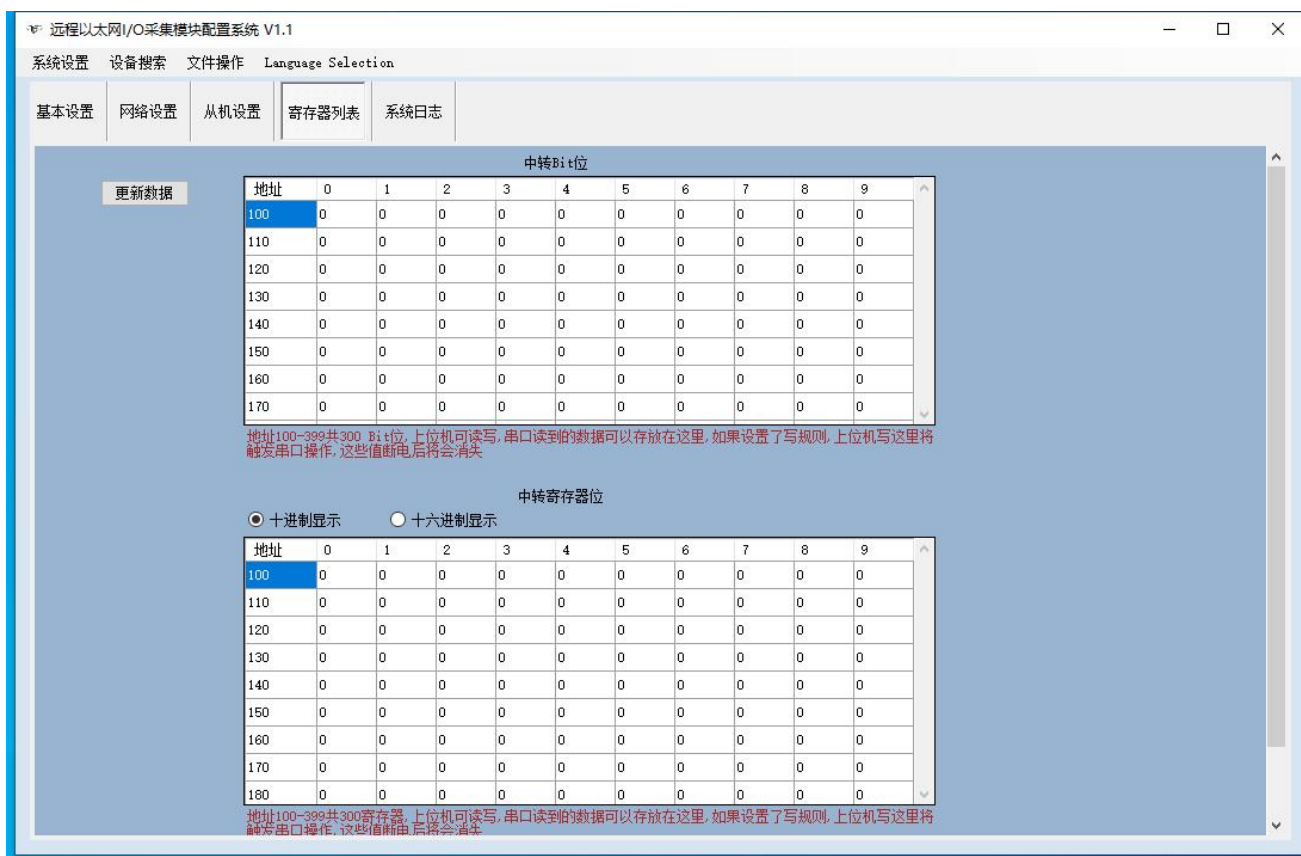 远程以太网I/O采集模块配置系统 V1.1
系统设置 设备搜索 文件操作 Language Selection
基本设置 网络设置 从机设置 寄存器列表 系统日志
中转Bit位
更新数据
地址 0 1 2 3 4 5 6 7 8 9
100 0 0 0 0 0 0 0 0 0 0
110 0 0 0 0 0 0 0 0 0 0
120 0 0 0 0 0 0 0 0 0 0
130 0 0 0 0 0 0 0 0 0 0
140 0 0 0 0 0 0 0 0 0 0
150 0 0 0 0 0 0 0 0 0 0
160 0 0 0 0 0 0 0 0 0 0
170 0 0 0 0 0 0 0 0 0 0
地址100-399共300 Bit位,上位机可读写,串口读到的数据可以存放在这里,如果设置了写规则,上位机写这里将
触发串口操作,这些值断电后将会消失
中转寄存器位
十进制显示 十六进制显示
地址 0 1 2 3 4 5 6 7 8 9
100 0 0 0 0 0 0 0 0 0 0
110 0 0 0 0 0 0 0 0 0 0
120 0 0 0 0 0 0 0 0 0 0
130 0 0 0 0 0 0 0 0 0 0
140 0 0 0 0 0 0 0 0 0 0
150 0 0 0 0 0 0 0 0 0 0
160 0 0 0 0 0 0 0 0 0 0
170 0 0 0 0 0 0 0 0 0 0
180 0 0 0 0 0 0 0 0 0 0
地址100-399共300寄存器,上位机可读写,串口读到的数据可以存放在这里,如果设置了写规则,上位机写这里将
触发串口操作,这些值断电后将会消失